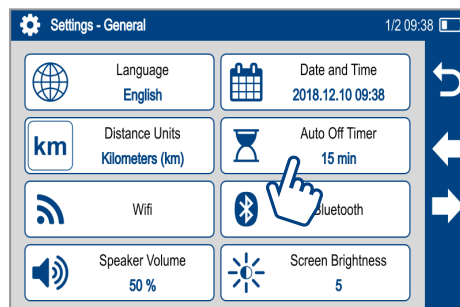 Settings - General
1/2 09:38
Language
English
Date and Time
2018.12.10 09:38
km
Distance Units
Kilometers (km)
Auto Off Timer
15 min
Wifi
Bluetooth
Speaker Volume
50 %
Screen Brightness
5